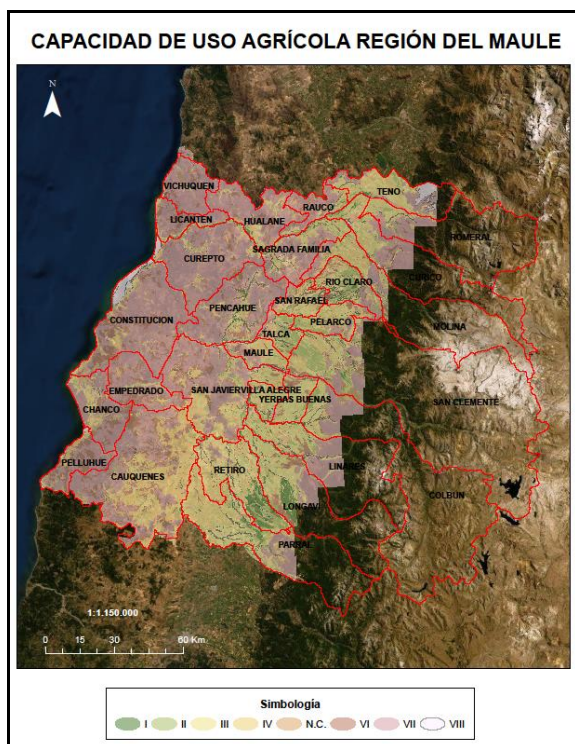 CAPACIDAD DE USO AGRÍCOLA REGIÓN DEL MAULE
N
VICHUQUEN
TENO
RAUCO
LICANTEN
HUALANE
ROMERAL
SAGRADA FAMILIA
CUREPTO
CURICO
RIO CLARO
SAN RAFAEL
PENCAHUE
CONSTITUCION
PELARCO
MOLINA
TALCA
MAULE
EMPEDRADO
SAN JAVIER
VILLA ALEGRE
SAN CLEMENTE
YERBAS BUENAS
CHANCO
PELLUHUE
RETIRO
LINARES
CAUQUENES
COLBUN
LONGAVI
PARRAL
1:1.150.000
0 15 30 60 Km.
Simbología
I II III IV N.C. VI VII VIII